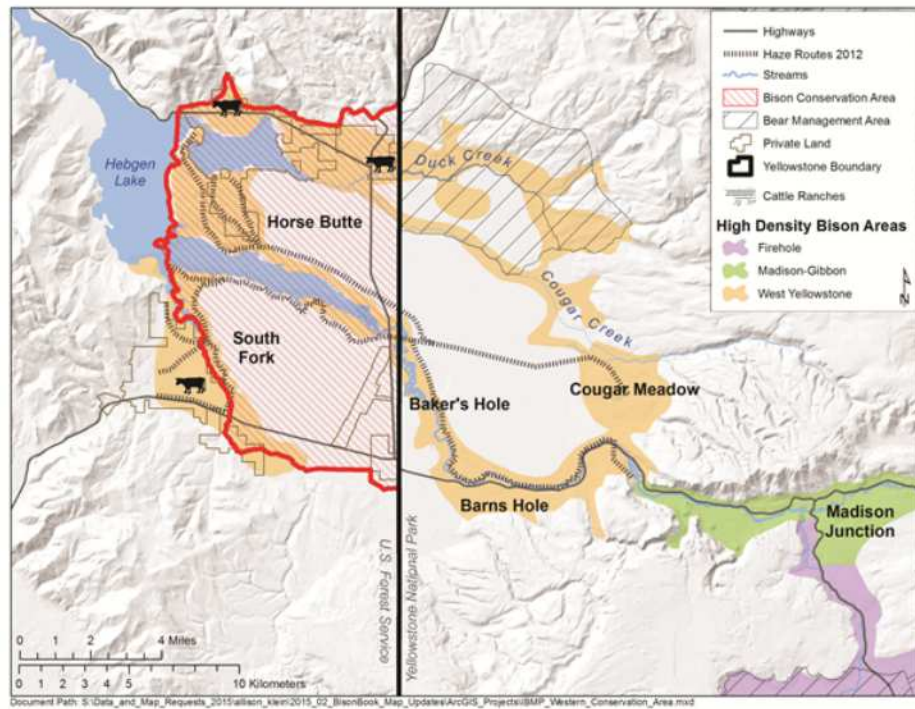 Highways
Haze Routes 2012
Streams
Bison Conservation Area
Bear Management Area
Private Land
Yellowstone Boundary
Cattle Ranches
High Density Bison Areas
Firehole
Madison-Gibbon
West Yellowstone
N
Hebgen
Lake
Duck Creek
Horse Butte
Cougar
Creek
South
Fork
Baker's Hole
Cougar Meadow
Barns Hole
Madison
Junction
U.S. Forest Service
Yellowstone National Park
0 1 2 4 Miles
0 1 2 3 4 5 10 Kilometers
Document Path: S:\Data_and_Map_Requests_2015\allison_klein\2015_02_BisonBook_Map_Updates\ArcGIS_Projects\IBMP_Western_Conservation_Area.mxd